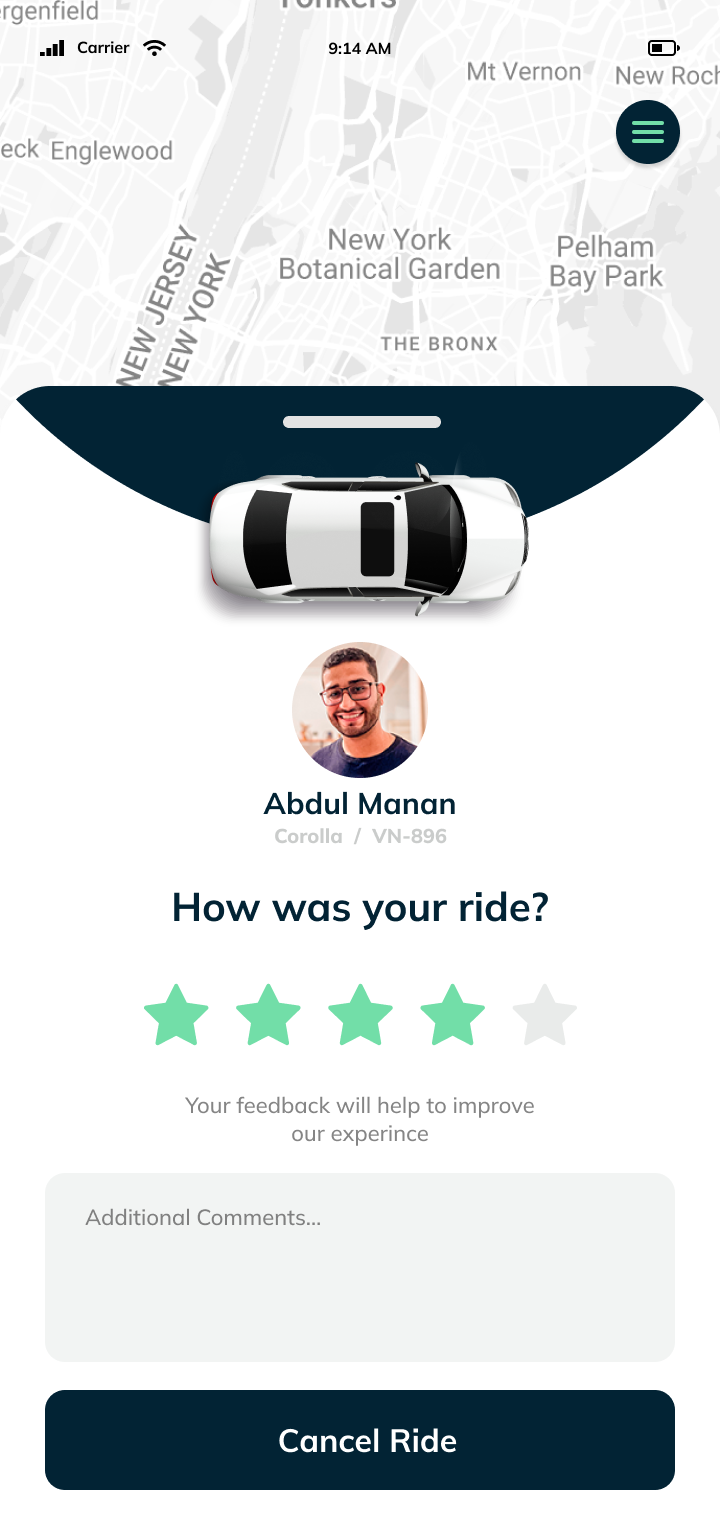 ergenfield
Yonkers
Carrier
9:14 AM
Mt Vernon
New Roch
eck
Englewood
New York
Botanical Garden
Pelham
Bay Park
NEW JERSEY
NEW YORK
THE BRONX
Abdul Manan
Corolla / VN-896
How was your ride?
Your feedback will help to improve
our experince
Additional Comments...
Cancel Ride